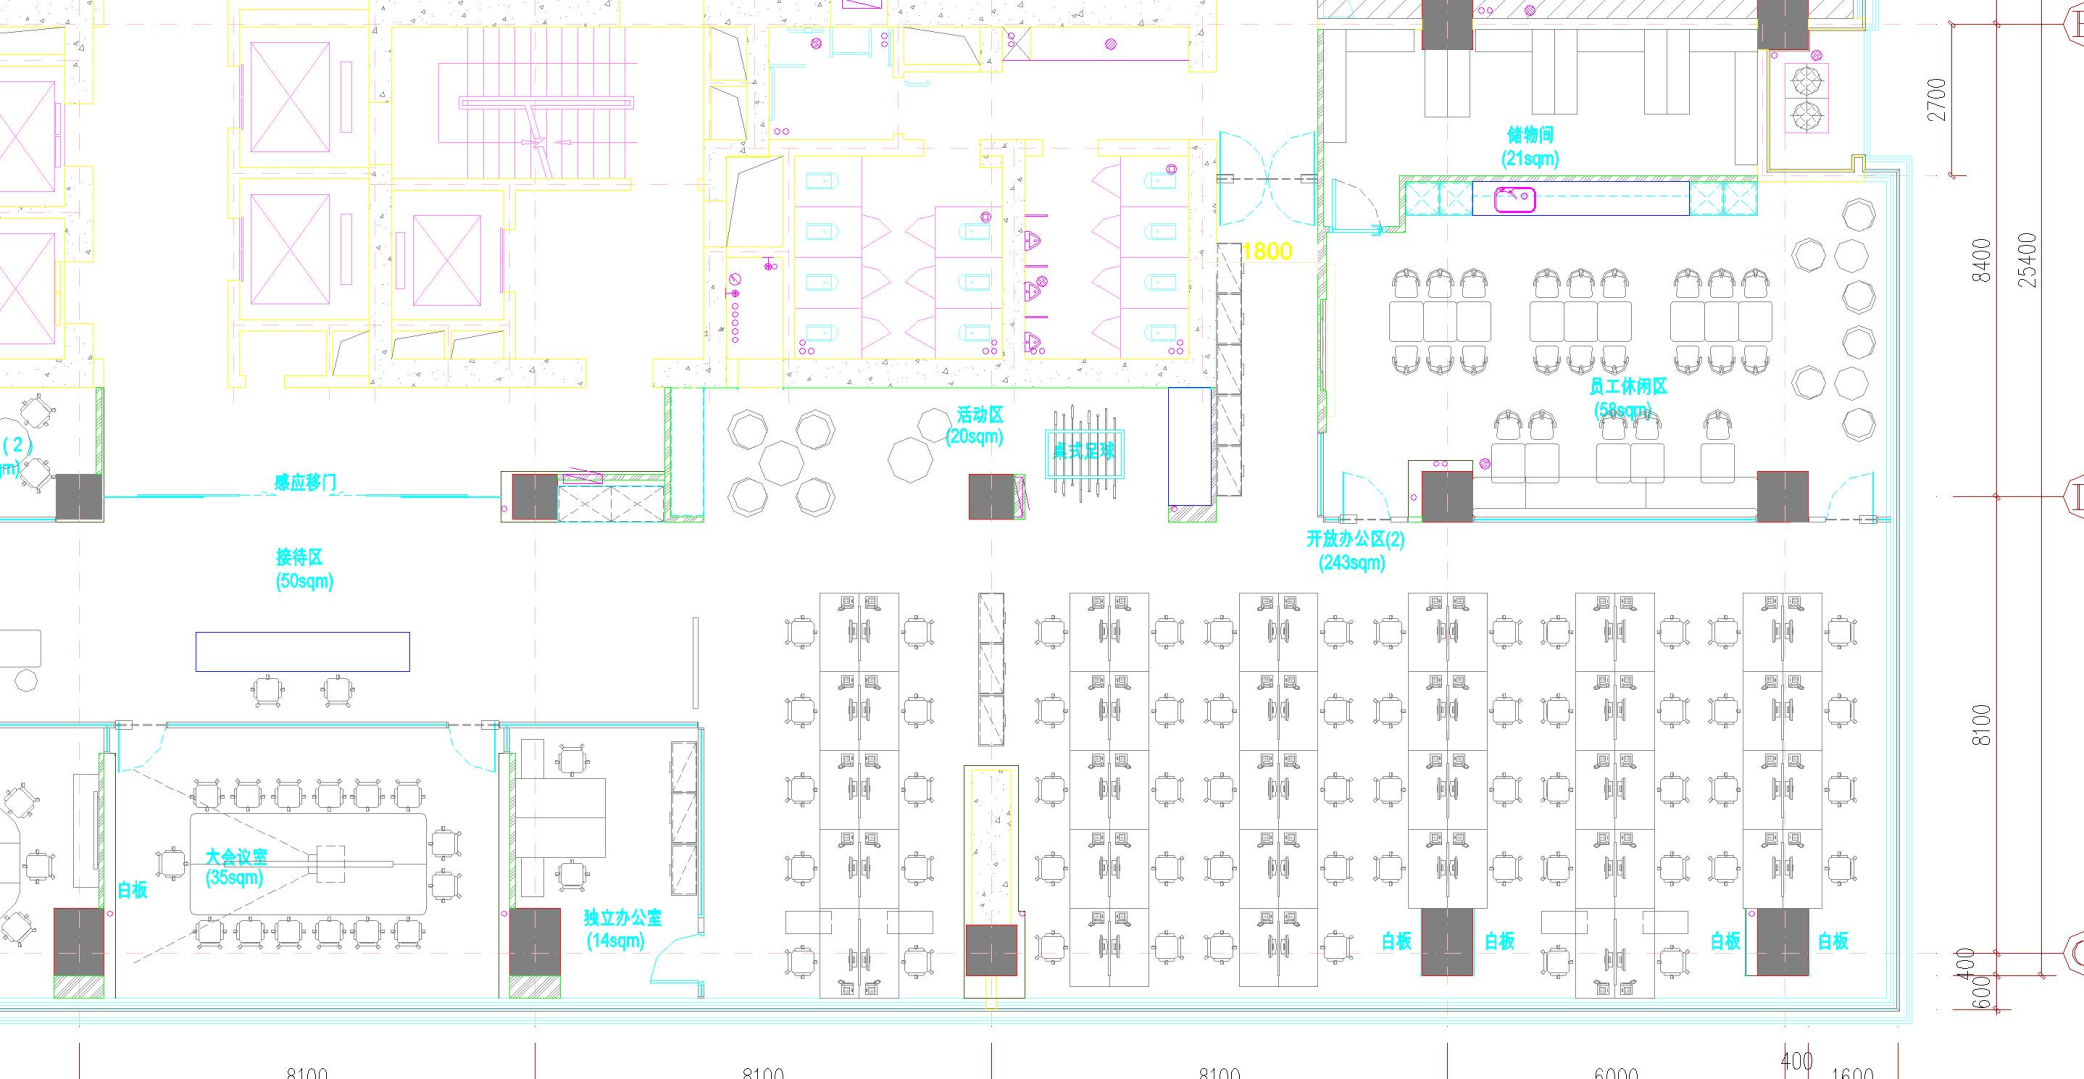 2700
储物间
(21sqm)
1800
8400
25400
员工休闲区
(58sqm)
活动区
(20sqm)
桌式足球
(2)
感应移门
接待区
(50sqm)
开放办公区(2)
(243sqm)
8100
大会议室
(35sqm)
白板
独立办公室
(14sqm)
白板
白板
白板
白板
400
600
8100
8100
8100
6000
400
1600